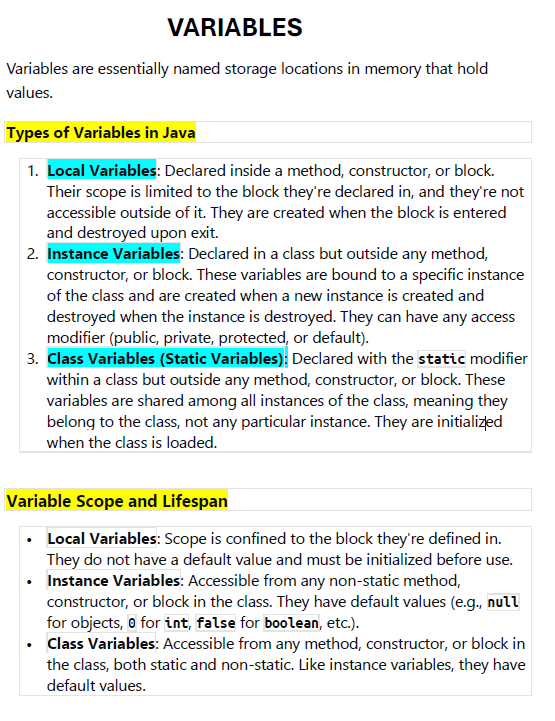 VARIABLES
Variables are essentially named storage locations in memory that hold
values.
Types of Variables in Java
1. Local Variables: Declared inside a method, constructor, or block.
Their scope is limited to the block they're declared in, and they're not
accessible outside of it. They are created when the block is entered
and destroyed upon exit.
2. Instance Variables: Declared in a class but outside any method,
constructor, or block. These variables are bound to a specific instance
of the class and are created when a new instance is created and
destroyed when the instance is destroyed. They can have any access
modifier (public, private, protected, or default).
3. Class Variables (Static Variables): Declared with the static modifier
within a class but outside any method, constructor, or block. These
variables are shared among all instances of the class, meaning they
belong to the class, not any particular instance. They are initialized
when the class is loaded.
Variable Scope and Lifespan
• Local Variables: Scope is confined to the block they're defined in.
They do not have a default value and must be initialized before use.
• Instance Variables: Accessible from any non-static method,
constructor, or block in the class. They have default values (e.g., null
for objects, 0 for int, false for boolean, etc.).
• Class Variables: Accessible from any method, constructor, or block in
the class, both static and non-static. Like instance variables, they have
default values.